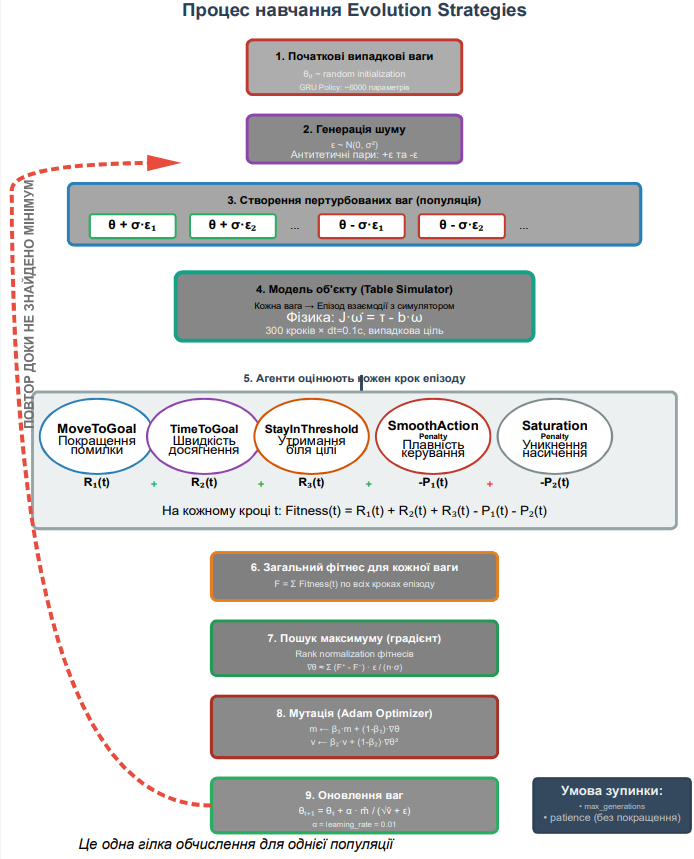 Процес навчання Evolution Strategies
1. Початкові випадкові ваги
θ₀ ~ random initialization
GRU Policy: ~6000 параметрів
2. Генерація шуму
ε ~ N(0, σ²)
Антитетичні пари: +ε та -ε
3. Створення пертурбованих ваг (популяція)
θ + σ·ε₁ θ + σ·ε₂ ... θ - σ·ε₁ θ - σ·ε₂ ...
4. Модель об'єкту (Table Simulator)
Кожна вага → Епізод взаємодії з симулятором
Фізика: J·ω̇ = τ - b·ω
300 кроків × dt=0.1с, випадкова ціль
ПОВТОР ДОКИ НЕ ЗНАЙДЕНО МІНІМУМ
5. Агенти оцінюють кожен крок епізоду
MoveToGoal TimeToGoal StayInThreshold SmoothAction Saturation
Penalty Penalty
Покращення Швидкість Утримання Плавність Уникнення
помилки досягнення біля цілі керування насичення
R₁(t) + R₂(t) + R₃(t) + -P₁(t) + -P₂(t)
На кожному кроці t: Fitness(t) = R₁(t) + R₂(t) + R₃(t) - P₁(t) - P₂(t)
6. Загальний фітнес для кожної ваги
F = Σ Fitness(t) по всіх кроках епізоду
7. Пошук максимуму (градієнт)
Rank normalization фітнесів
∇θ ≈ Σ (F⁺ - F⁻) · ε / (n·σ)
8. Мутація (Adam Optimizer)
m ← β₁·m + (1-β₁)·∇θ
v ← β₂·v + (1-β₂)·∇θ²
9. Оновлення ваг
θₜ₊₁ = θₜ + α · m̂ / (√v̂ + ε)
α = learning_rate = 0.01
Умова зупинки:
• max_generations
• patience (без покращення)
Це одна гілка обчислення для однієї популяції